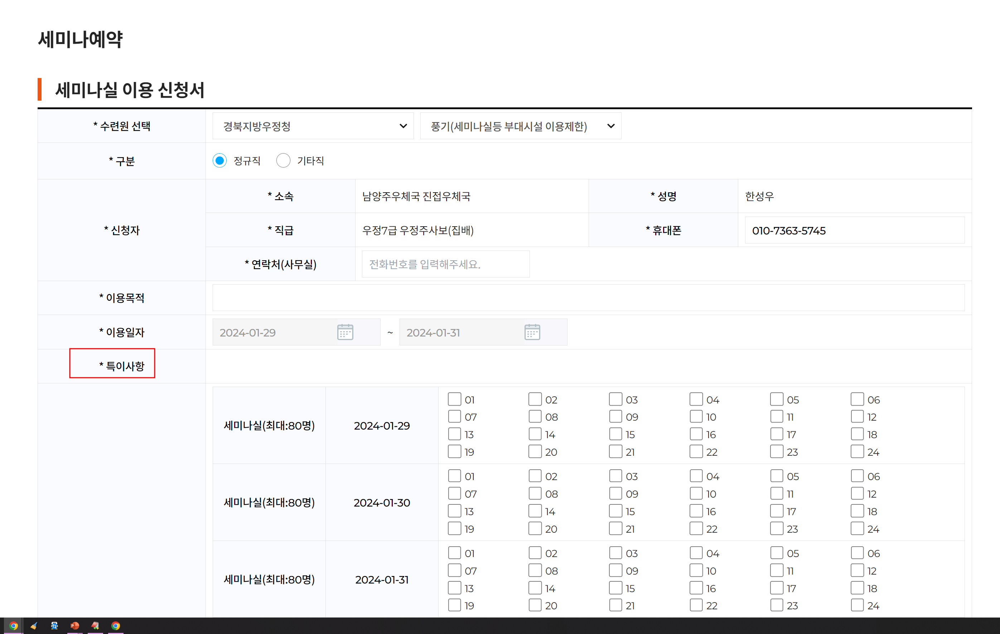 세미나예약
세미나실 이용 신청서
* 수련원 선택 경북지방우정청 풍기(세미나실등 부대시설 이용제한)
* 구분 정규직 기타직
* 신청자
* 소속 남양주우체국 진접우체국 * 성명 한성우
* 직급 우정7급 우정주사보(집배) * 휴대폰 010-7363-5745
* 연락처(사무실) 전화번호를 입력해주세요.
* 이용목적
* 이용일자 2024-01-29 ~ 2024-01-31
* 특이사항
세미나실(최대:80명) 2024-01-29
01 02 03 04 05 06
07 08 09 10 11 12
13 14 15 16 17 18
19 20 21 22 23 24
세미나실(최대:80명) 2024-01-30
01 02 03 04 05 06
07 08 09 10 11 12
13 14 15 16 17 18
19 20 21 22 23 24
세미나실(최대:80명) 2024-01-31
01 02 03 04 05 06
07 08 09 10 11 12
13 14 15 16 17 18
19 20 21 22 23 24